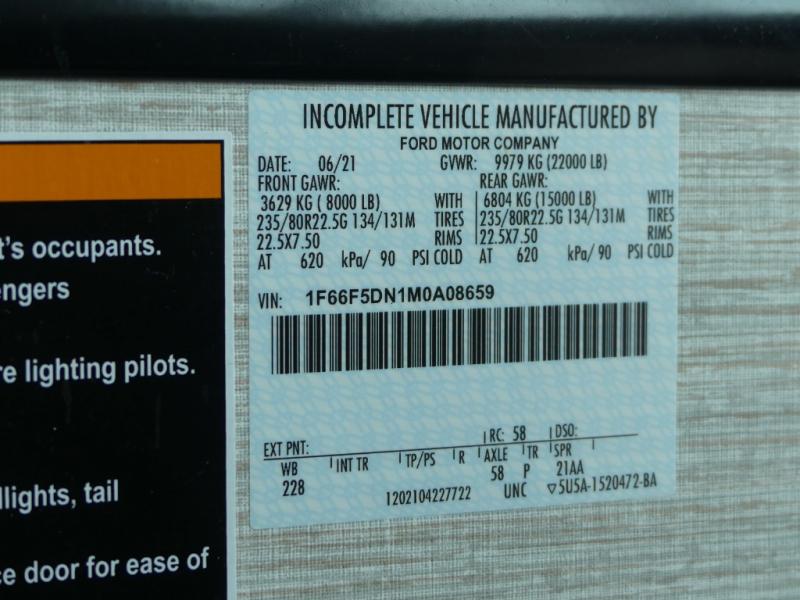 't's occupants.
engers
re lighting pilots.
llights, tail
ce door for ease of
INCOMPLETE VEHICLE MANUFACTURED BY
FORD MOTOR COMPANY
DATE: 06/21 GVWR: 9979 KG (22000 LB)
FRONT GAWR: REAR GAWR:
3629 KG ( 8000 LB) WITH 6804 KG (15000 LB) WITH
235/80R22.5G 134/131M TIRES 235/80R22.5G 134/131M TIRES
22.5X7.50 RIMS 22.5X7.50 RIMS
AT 620 kPa/ 90 PSI COLD AT 620 kPa/ 90 PSI COLD
VIN: 1F66F5DN1M0A08659
EXT PNT: RC: 58 DSO:
WB INT TR TP/PS R AXLE TR SPR
228 58 P 21AA
1202104227722 UNC ▽5U5A-1520472-BA